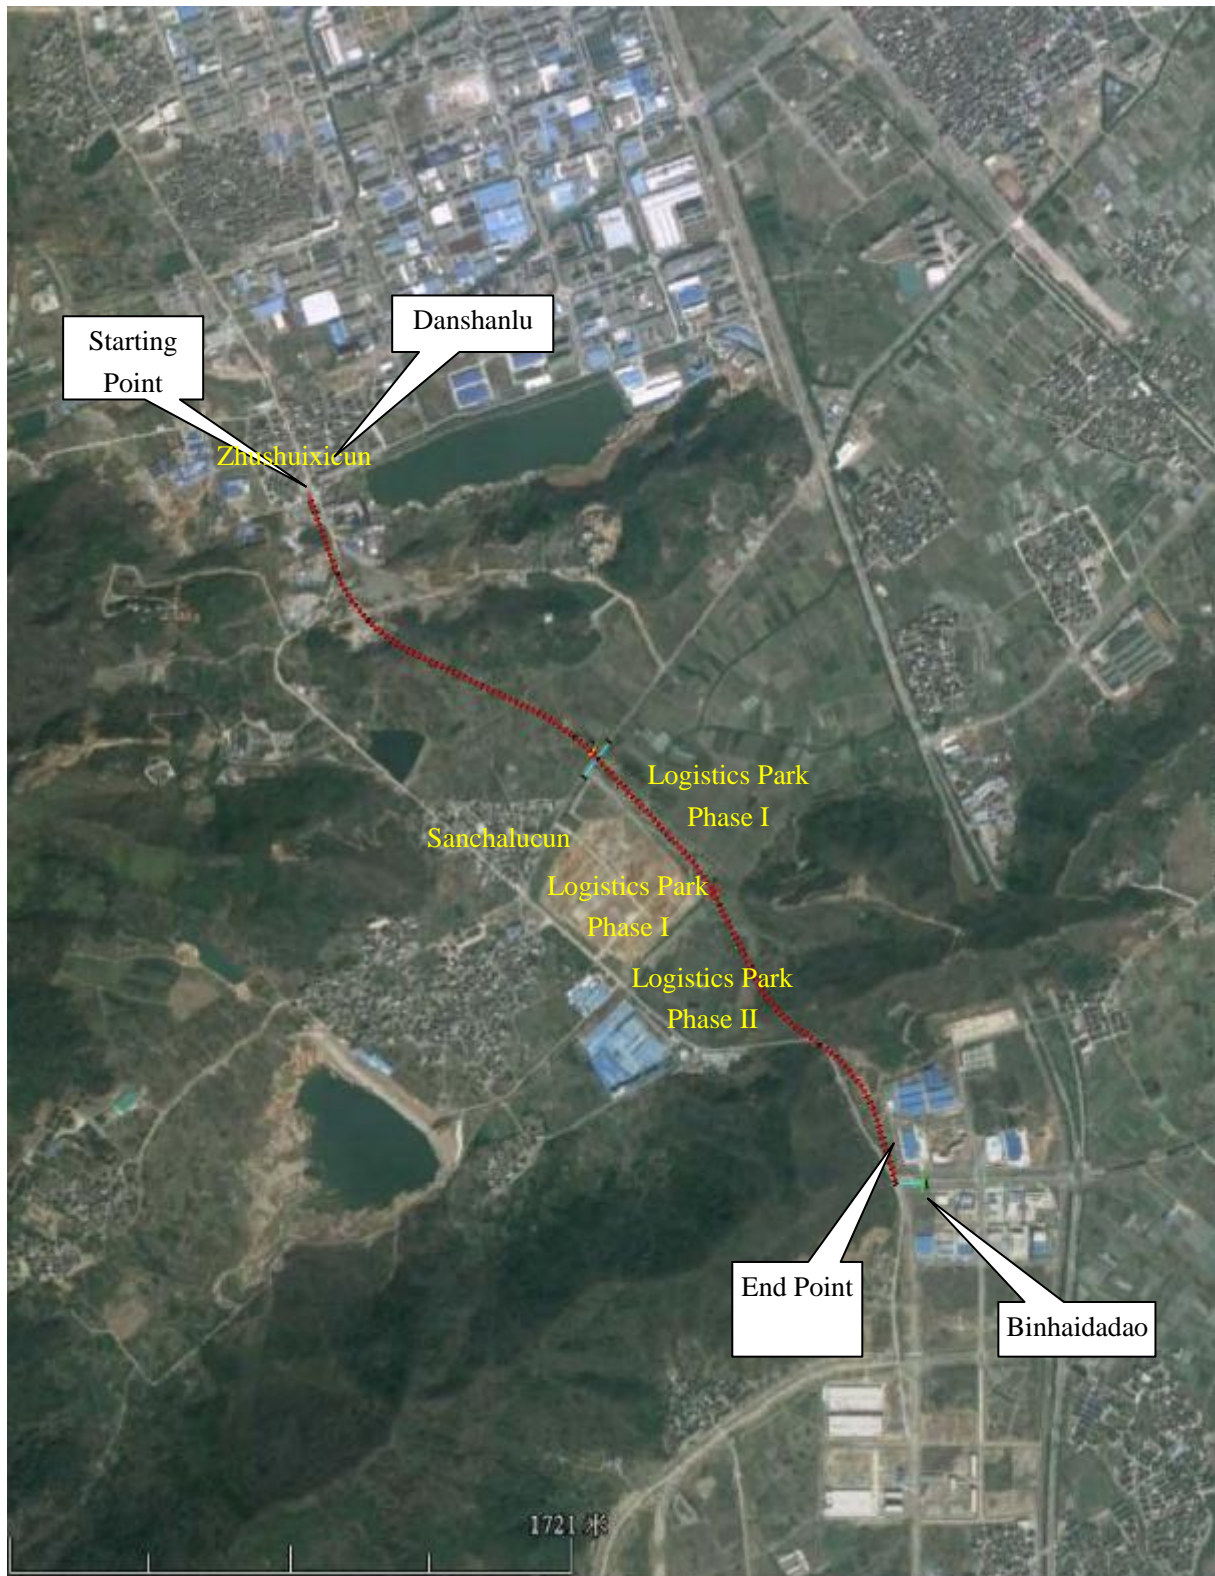 Danshanlu
Starting
Point
Zhushuixicun
Logistics Park
Phase I
Sanchalucun
Logistics Park
Phase I
Logistics Park
Phase II
End Point
Binhaidadao
1721 米